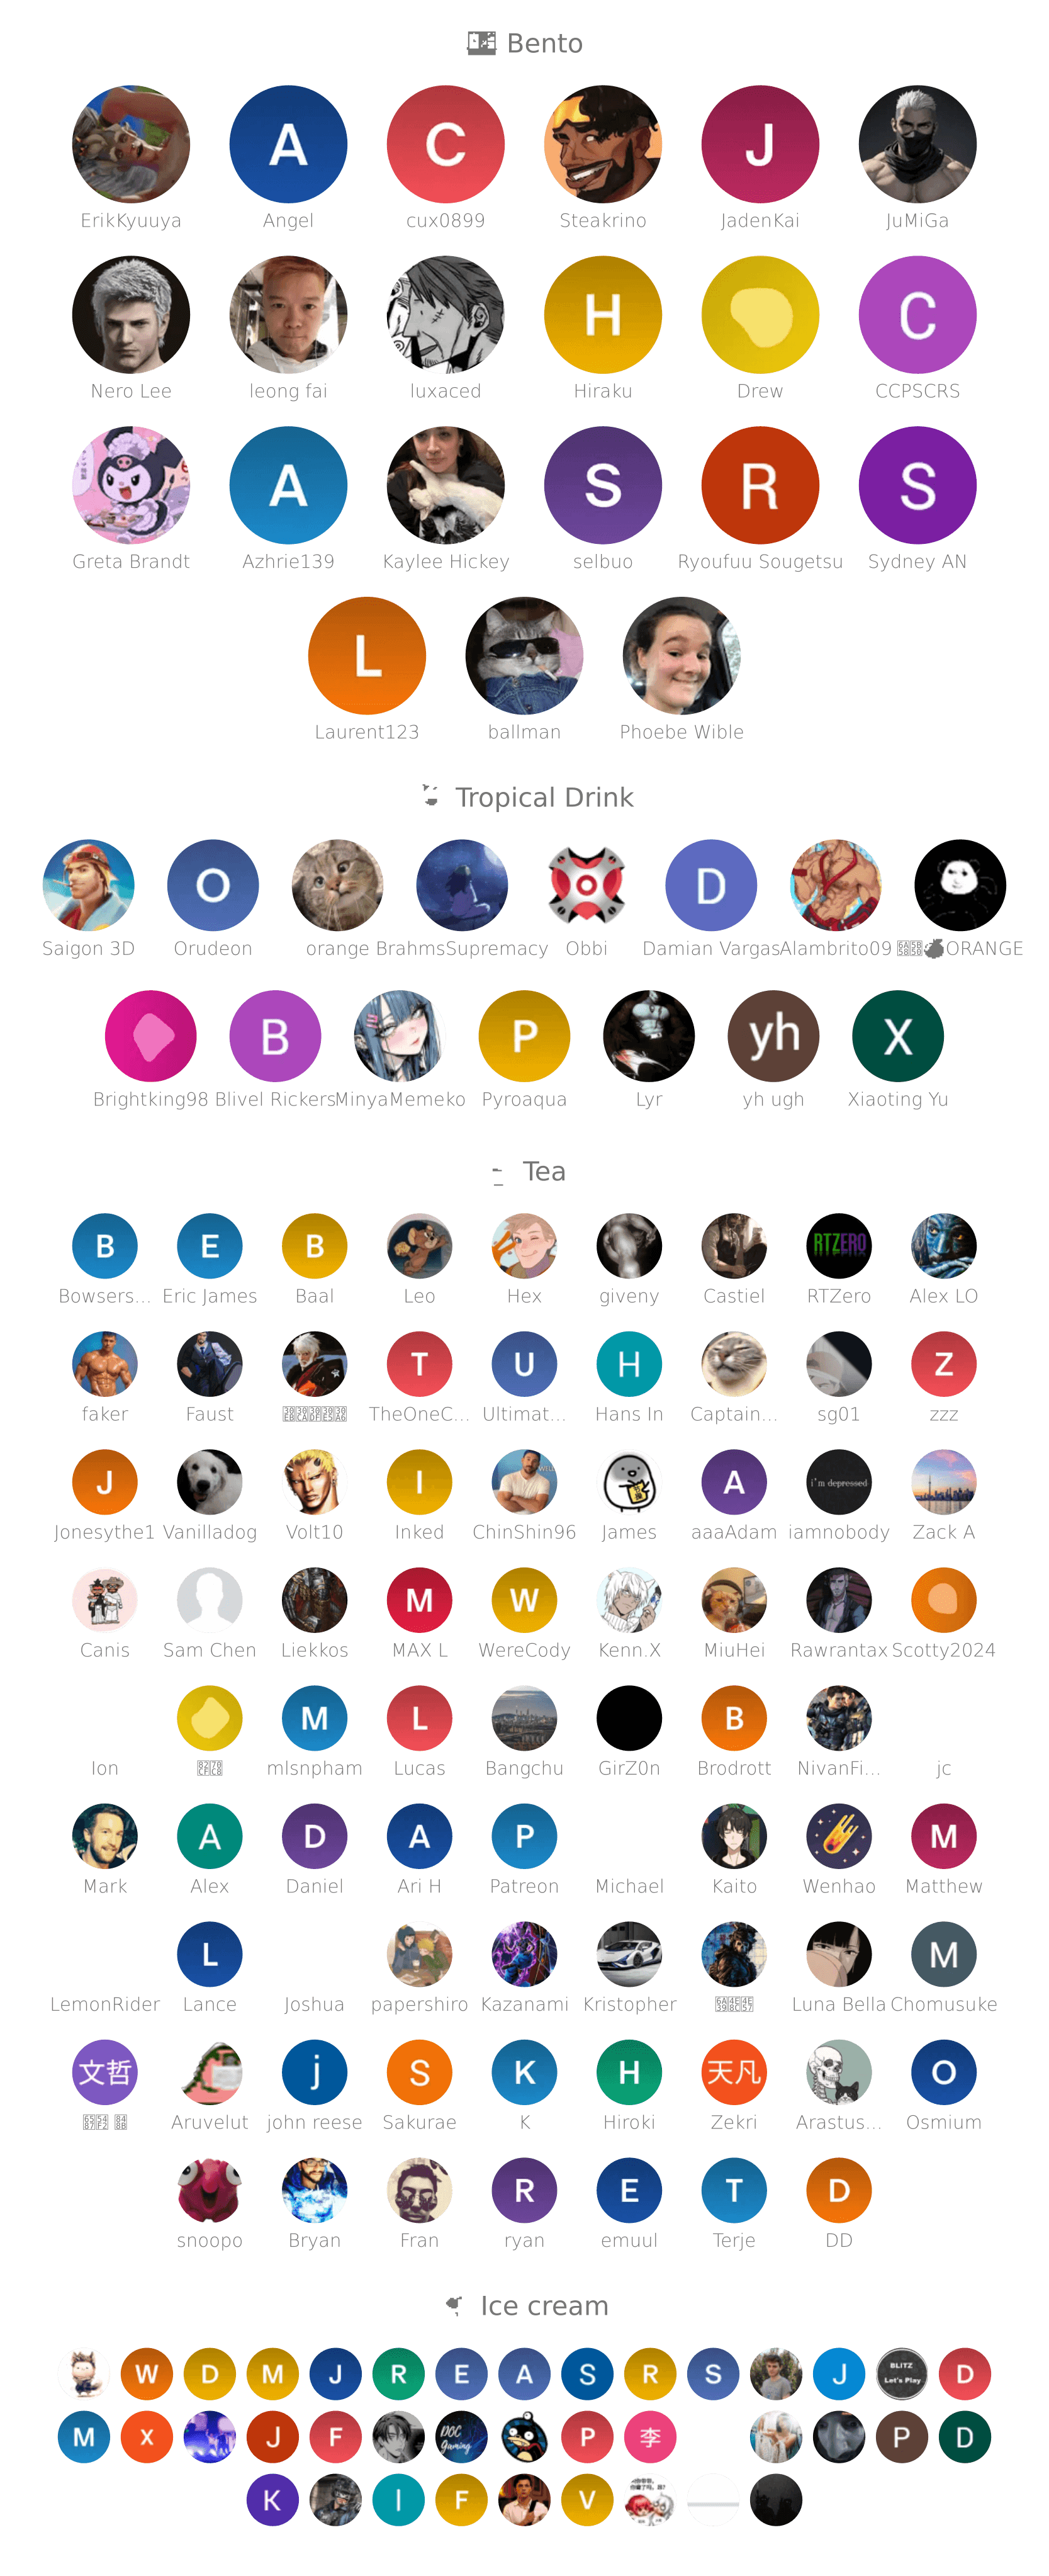 Bento
A C J
ErikKyuuya Angel cux0899 Steakrino JadenKai JuMiGa
H C
Nero Lee leong fai luxaced Hiraku Drew CCPSCRS
A S R S
Greta Brandt Azhrie139 Kaylee Hickey selbuo Ryoufuu Sougetsu Sydney AN
L
Laurent123 ballman Phoebe Wible
Tropical Drink
O O D
Saigon 3D Orudeon orange BrahmsSupremacy Obbi Damian Vargas Alambrito09 ORANGE
B P yh X
Brightking98 Blivel Rickers MinyaMemeko Pyroaqua Lyr yh ugh Xiaoting Yu
Tea
B E B RTZERO
Bowsers... Eric James Baal Leo Hex giveny Castiel RTZero Alex LO
T U H Z
faker Faust TheOneC... Ultimat... Hans In Captain... sg01 zzz
J I A i'm depressed
Jonesythe1 Vanilladog Volt10 Inked ChinShin96 James aaaAdam iamnobody Zack A
M W
Canis Sam Chen Liekkos MAX L WereCody Kenn.X MiuHei Rawrantax Scotty2024
M L B
Ion mlsnpham Lucas Bangchu GirZ0n Brodrott NivanFi... jc
A D A P M
Mark Alex Daniel Ari H Patreon Michael Kaito Wenhao Matthew
L M
LemonRider Lance Joshua papershiro Kazanami Kristopher Luna Bella Chomusuke
文哲 j S K H 天凡 O
Aruvelut john reese Sakurae K Hiroki Zekri Arastus... Osmium
R E T D
snoopo Bryan Fran ryan emuul Terje DD
Ice cream
W D M J R E A S R S J BLITZ Let's Play D
M X J F DOC Gaming P 李 P D
K I F V